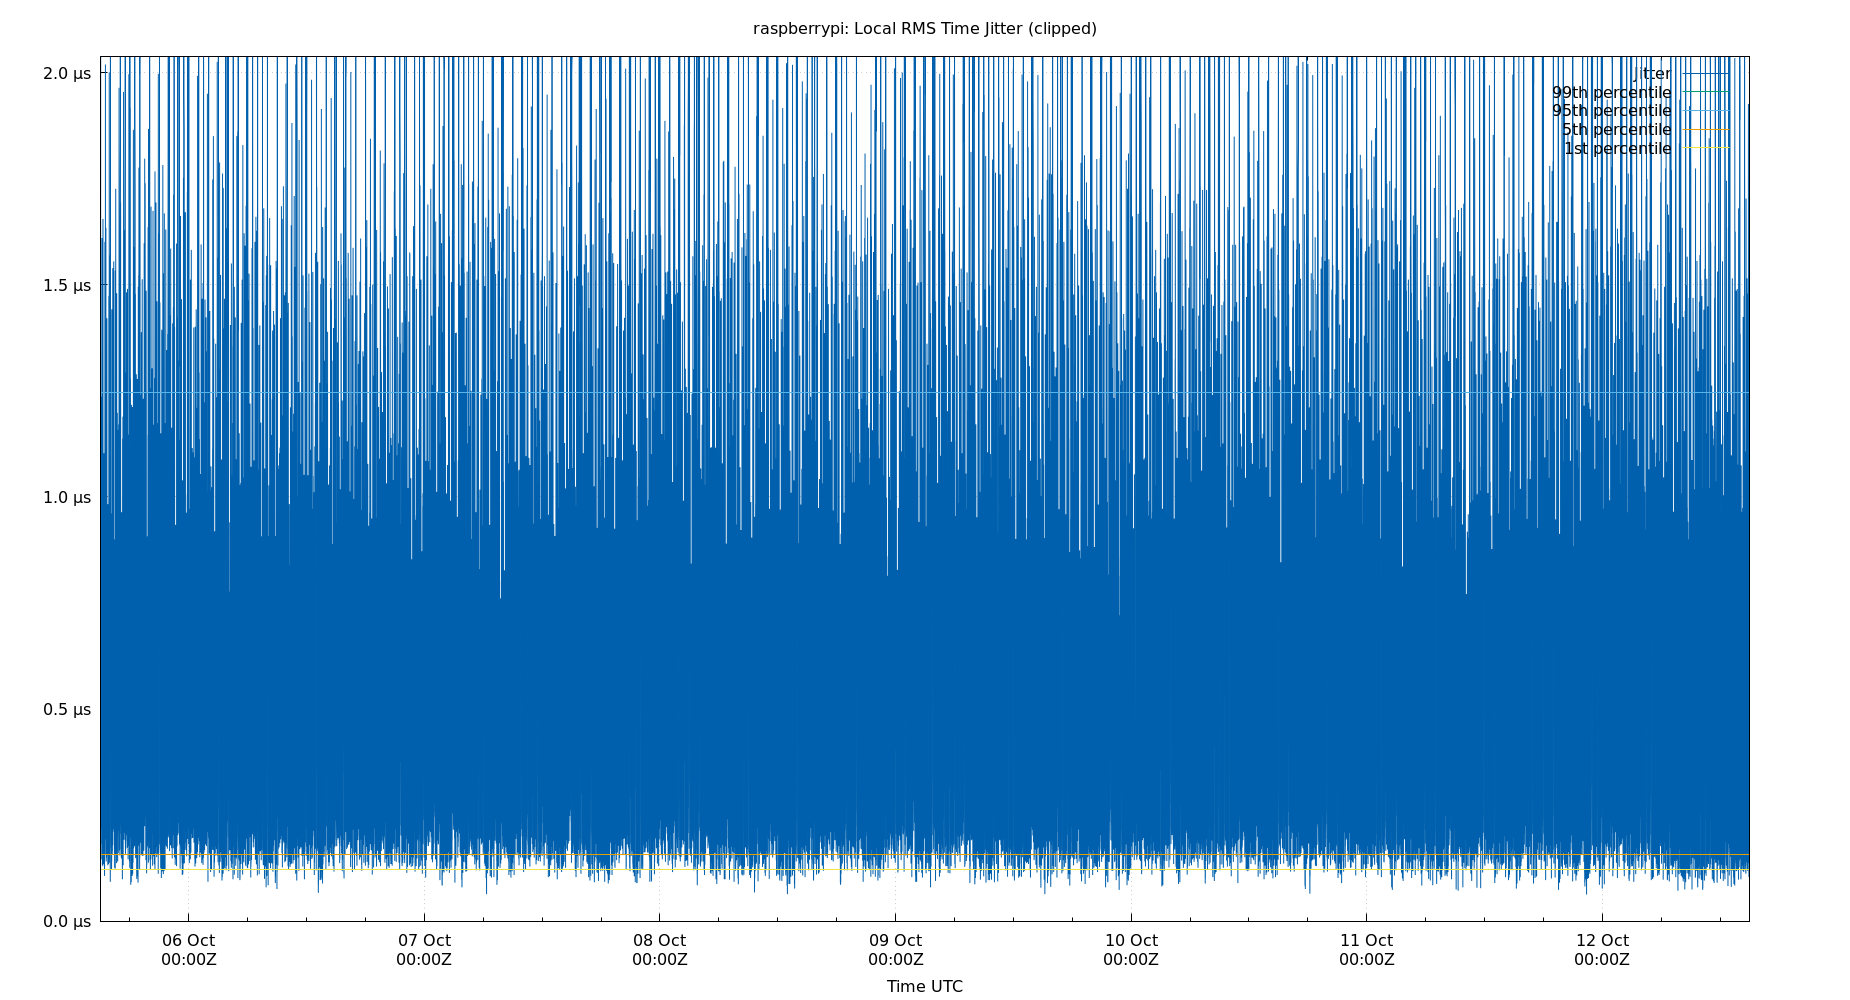 raspberrypi: Local RMS Time Jitter (clipped)
2.0 µs
1.5 µs
1.0 µs
0.5 µs
0.0 µs
jitter
99th percentile
95th percentile
5th percentile
1st percentile
06 Oct
00:00Z
07 Oct
00:00Z
08 Oct
00:00Z
09 Oct
00:00Z
10 Oct
00:00Z
11 Oct
00:00Z
12 Oct
00:00Z
Time UTC